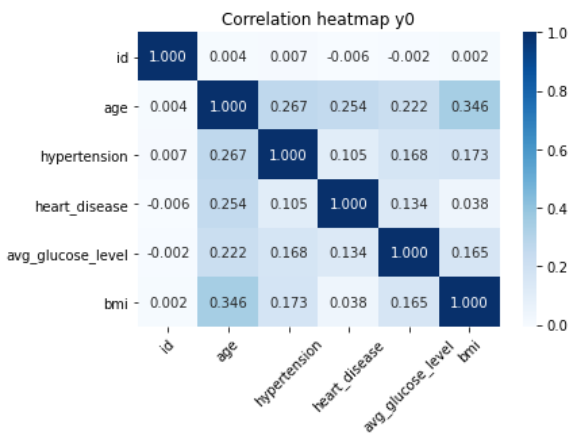 Correlation heatmap y0
id 1.000 0.004 0.007 -0.006 -0.002 0.002
age 0.004 1.000 0.267 0.254 0.222 0.346
hypertension 0.007 0.267 1.000 0.105 0.168 0.173
heart_disease -0.006 0.254 0.105 1.000 0.134 0.038
avg_glucose_level -0.002 0.222 0.168 0.134 1.000 0.165
bmi 0.002 0.346 0.173 0.038 0.165 1.000
id age hypertension heart_disease avg_glucose_level bmi
1.0
0.8
0.6
0.4
0.2
0.0